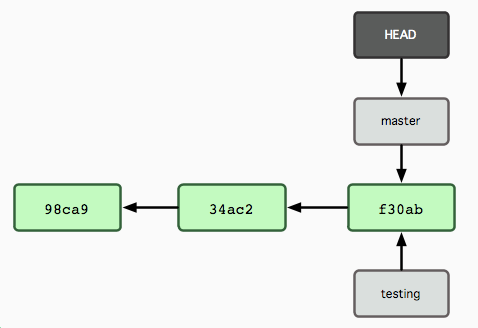 HEAD
master
98ca9
34ac2
f30ab
testing